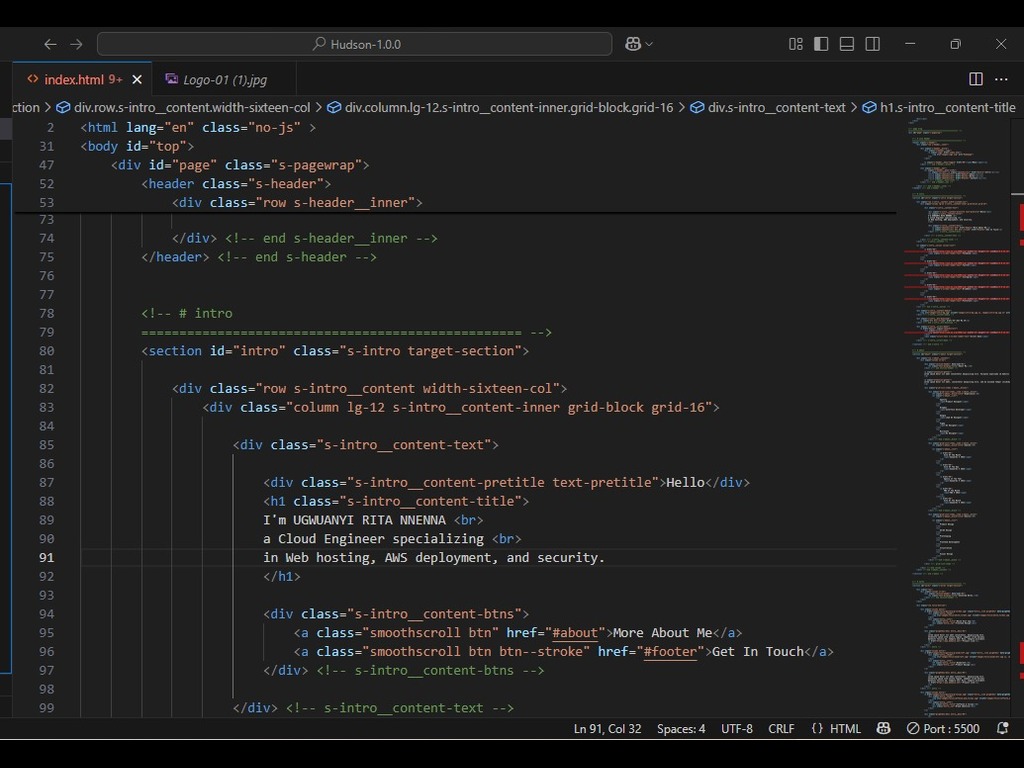 Hudson-1.0.0
index.html 9+
Logo-01 (1).jpg
ction > div.row.s-intro__content.width-sixteen-col > div.column.lg-12.s-intro__content-inner.grid-block.grid-16 > div.s-intro__content-text > h1.s-intro__content-title
2 <html lang="en" class="no-js" >
31 <body id="top">
47 <div id="page" class="s-pagewrap">
52 <header class="s-header">
53 <div class="row s-header__inner">
73
74 </div> <!-- end s-header__inner -->
75 </header> <!-- end s-header -->
76
77
78 <!-- # intro
79 ================================================== -->
80 <section id="intro" class="s-intro target-section">
81
82 <div class="row s-intro__content width-sixteen-col">
83 <div class="column lg-12 s-intro__content-inner grid-block grid-16">
84
85 <div class="s-intro__content-text">
86
87 <div class="s-intro__content-pretitle text-pretitle">Hello</div>
88 <h1 class="s-intro__content-title">
89 I'm UGWUANYI RITA NNENNA <br>
90 a Cloud Engineer specializing <br>
91 in Web hosting, AWS deployment, and security.
92 </h1>
93
94 <div class="s-intro__content-btns">
95 <a class="smoothscroll btn" href="#about">More About Me</a>
96 <a class="smoothscroll btn btn--stroke" href="#footer">Get In Touch</a>
97 </div> <!-- s-intro__content-btns -->
98
99 </div> <!-- s-intro__content-text -->
Ln 91, Col 32 Spaces: 4 UTF-8 CRLF {} HTML Port : 5500